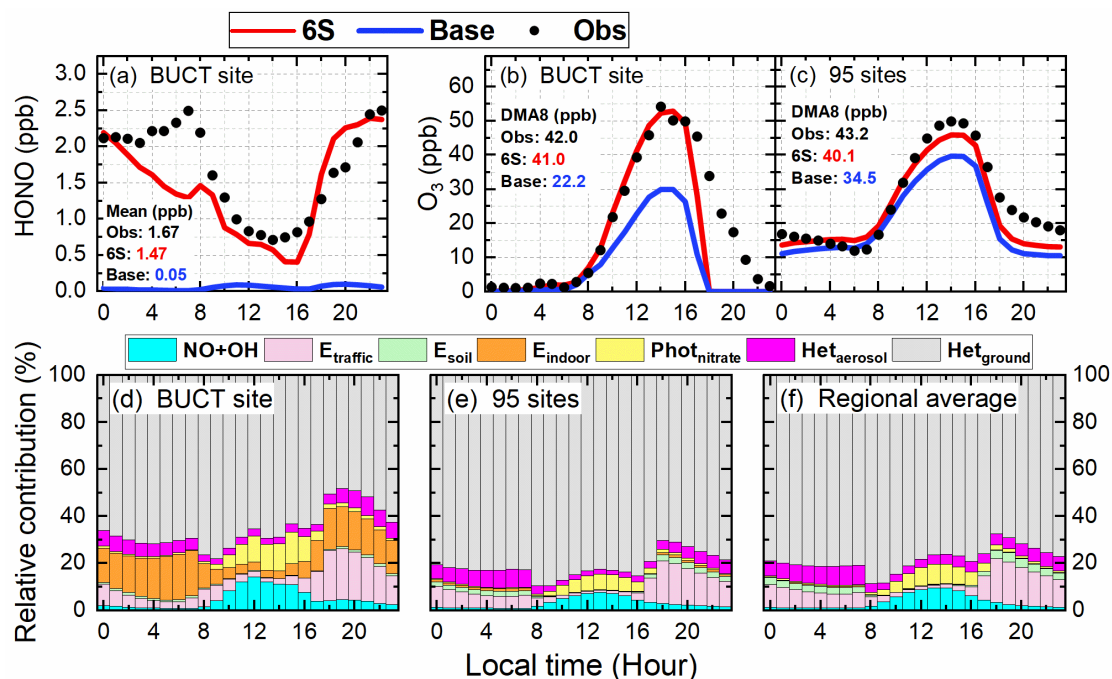 6S Base Obs
(a) BUCT site
(b) BUCT site
(c) 95 sites
HONO (ppb)
3.0
2.5
2.0
1.5
1.0
0.5
0.0
Mean (ppb)
Obs: 1.67
6S: 1.47
Base: 0.05
0 4 8 12 16 20
O₃ (ppb)
60
50
40
30
20
10
0
DMA8 (ppb)
Obs: 42.0
6S: 41.0
Base: 22.2
0 4 8 12 16 20
DMA8 (ppb)
Obs: 43.2
6S: 40.1
Base: 34.5
0 4 8 12 16 20
NO+OH E_traffic E_soil E_indoor Phot_nitrate Het_aerosol Het_ground
Relative contribution (%)
100
80
60
40
20
0
(d) BUCT site
(e) 95 sites
(f) Regional average
100
80
60
40
20
0
0 4 8 12 16 20
0 4 8 12 16 20
0 4 8 12 16 20
Local time (Hour)